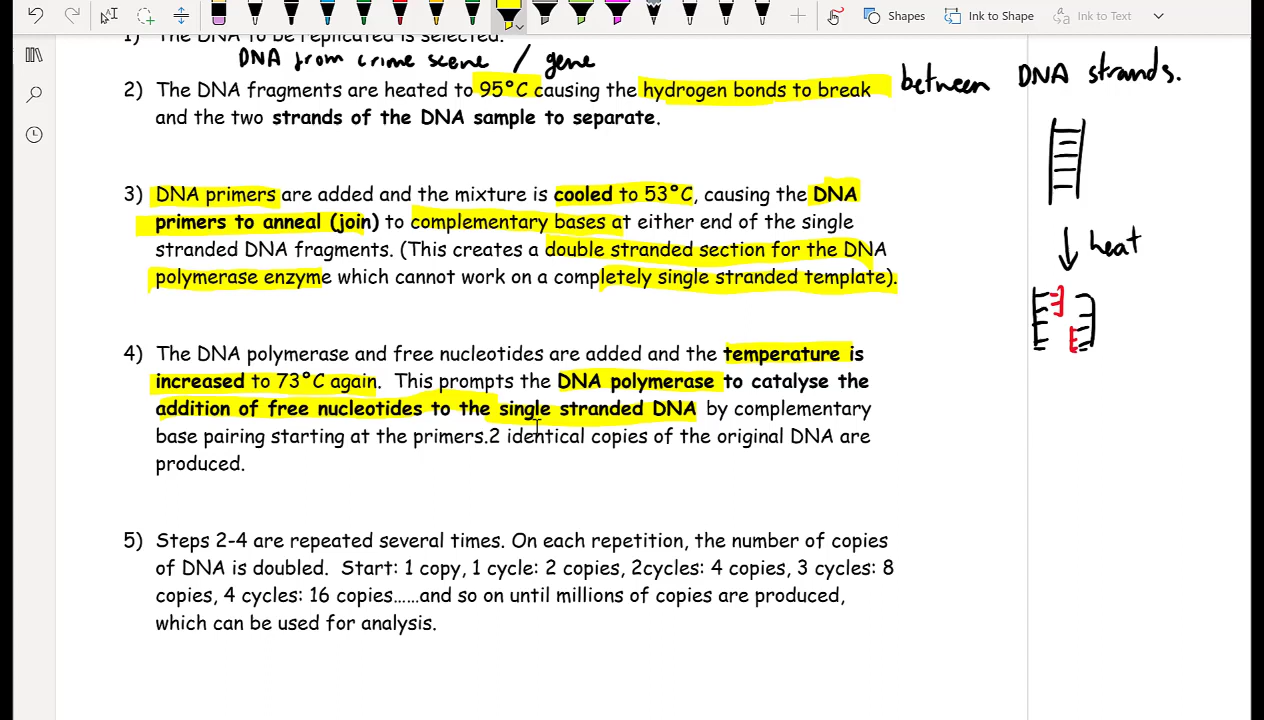 Shapes
Ink to Shape
Ink to Text
1) The DNA to be replicated is selected.
DNA from crime scene / gene
2) The DNA fragments are heated to 95°C causing the hydrogen bonds to break between DNA strands.
and the two strands of the DNA sample to separate.
3) DNA primers are added and the mixture is cooled to 53°C, causing the DNA
primers to anneal (join) to complementary bases at either end of the single
stranded DNA fragments. (This creates a double stranded section for the DNA
heat
polymerase enzyme which cannot work on a completely single stranded template).
4) The DNA polymerase and free nucleotides are added and the temperature is
increased to 73°C again. This prompts the DNA polymerase to catalyse the
addition of free nucleotides to the single stranded DNA by complementary
base pairing starting at the primers.2 identical copies of the original DNA are
produced.
5) Steps 2-4 are repeated several times. On each repetition, the number of copies
of DNA is doubled. Start: 1 copy, 1 cycle: 2 copies, 2cycles: 4 copies, 3 cycles: 8
copies, 4 cycles: 16 copies......and so on until millions of copies are produced,
which can be used for analysis.